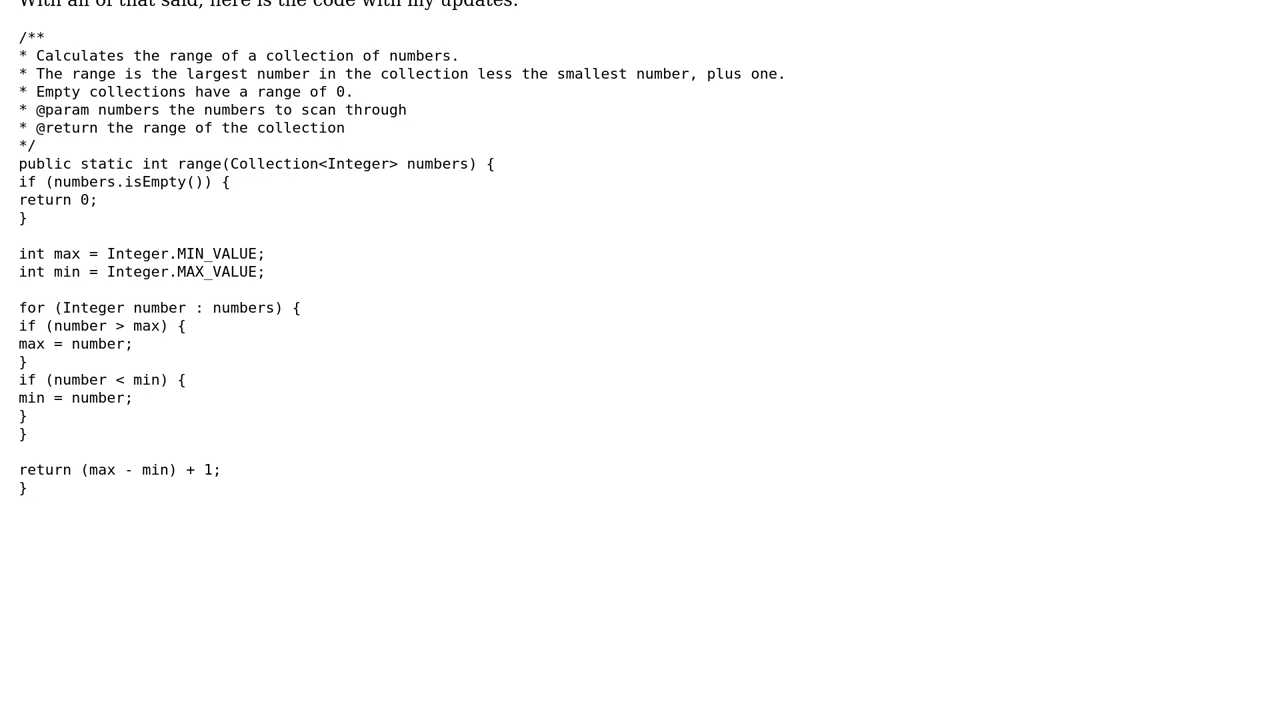 With all of that said, here is the code with my updates.
/**
* Calculates the range of a collection of numbers.
* The range is the largest number in the collection less the smallest number, plus one.
* Empty collections have a range of 0.
* @param numbers the numbers to scan through
* @return the range of the collection
*/
public static int range(Collection<Integer> numbers) {
if (numbers.isEmpty()) {
return 0;
}

int max = Integer.MIN_VALUE;
int min = Integer.MAX_VALUE;

for (Integer number : numbers) {
if (number > max) {
max = number;
}
if (number < min) {
min = number;
}
}

return (max - min) + 1;
}